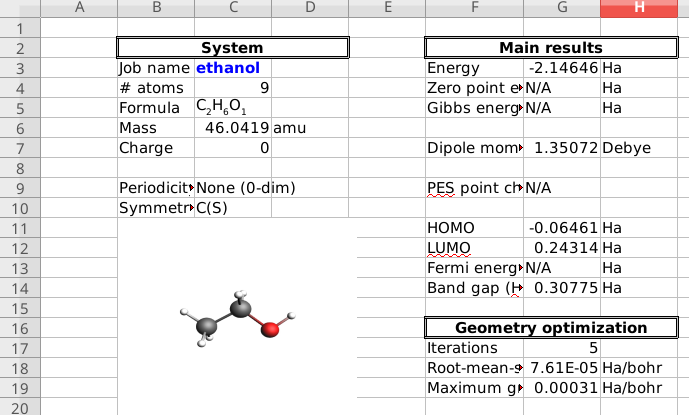 A B C D E F G H
1
2 System Main results
3 Job name ethanol Energy -2.14646 Ha
4 # atoms 9 Zero point e N/A Ha
5 Formula C2H6O1 Gibbs energ N/A Ha
6 Mass 46.0419 amu
7 Charge 0 Dipole mom 1.35072 Debye
8
9 Periodicit None (0-dim) PES point ch N/A
10 Symmetr C(S)
11 HOMO -0.06461 Ha
12 LUMO 0.24314 Ha
13 Fermi energ N/A Ha
14 Band gap (H 0.30775 Ha
15
16 Geometry optimization
17 Iterations 5
18 Root-mean-s 7.61E-05 Ha/bohr
19 Maximum g 0.00031 Ha/bohr
20